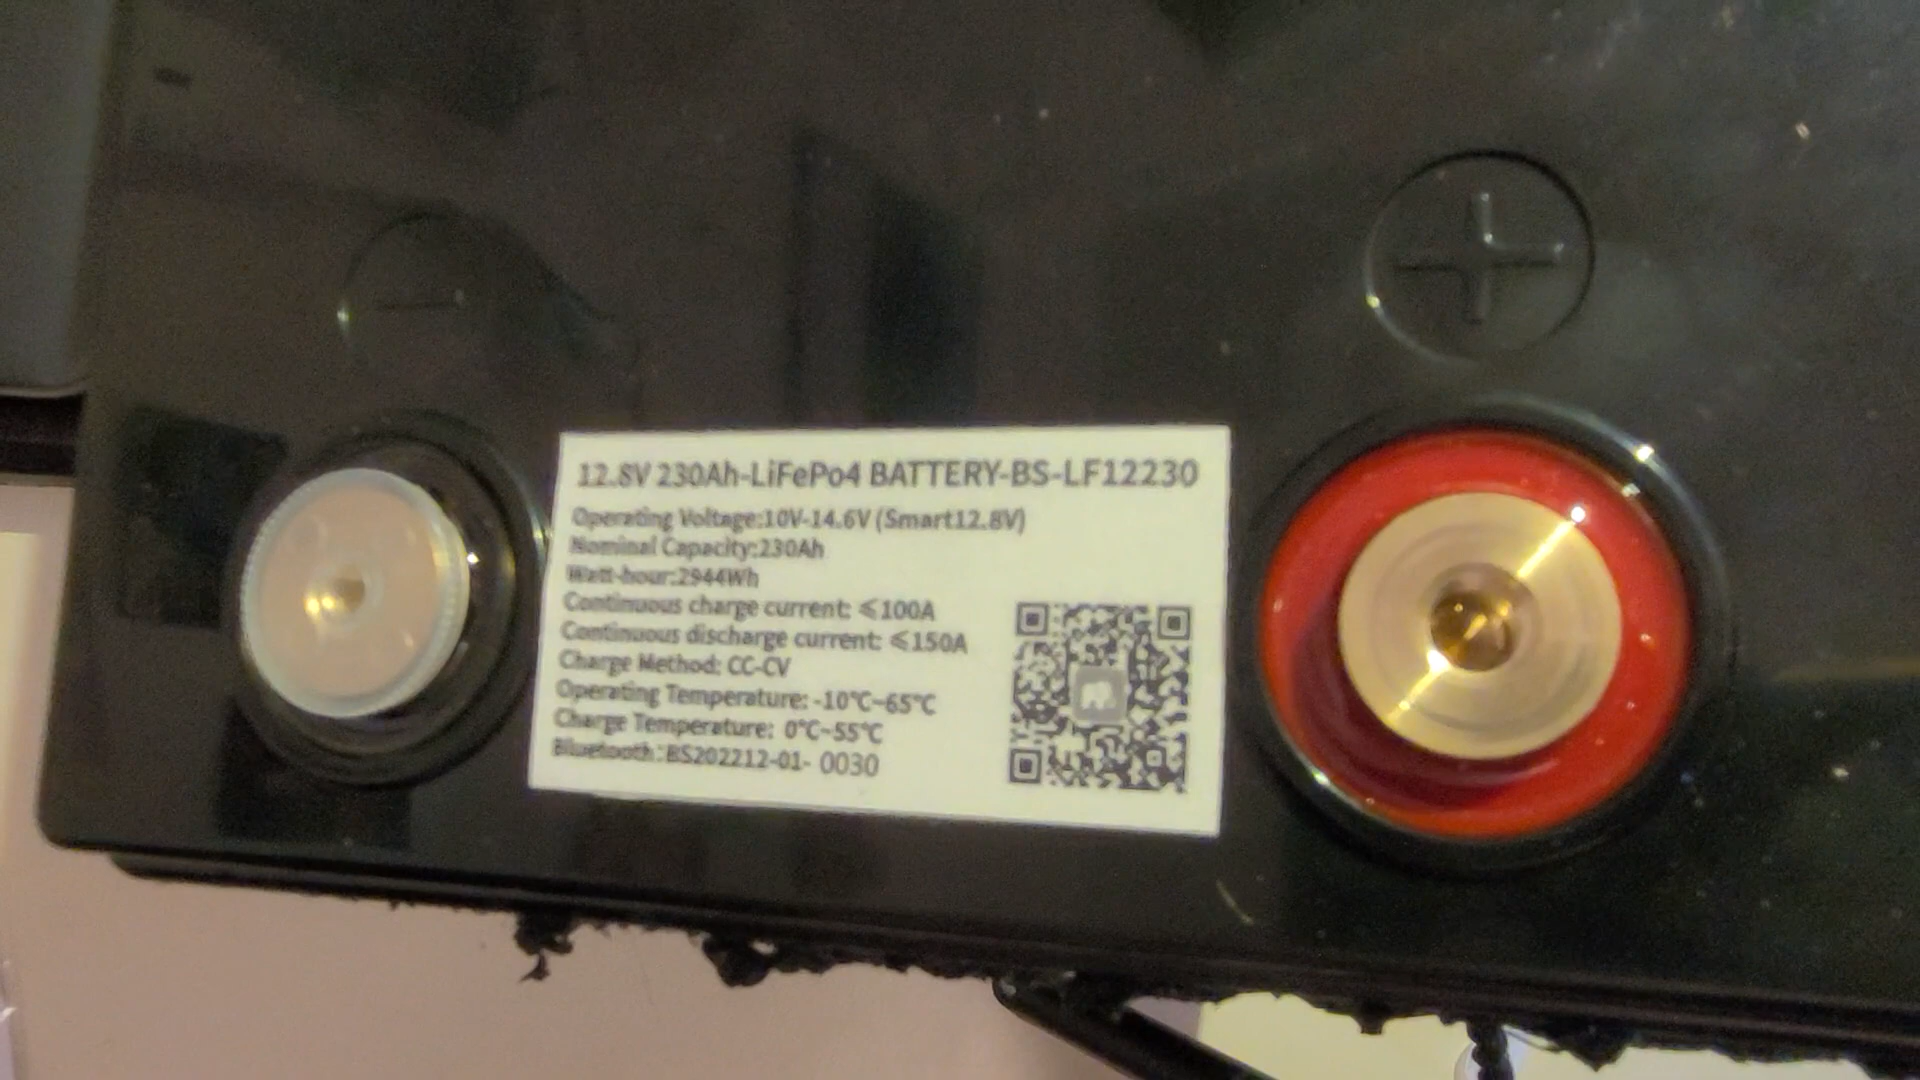 12.8V 230Ah-LiFePo4 BATTERY-BS-LF12230
Operating Voltage:10V-14.6V (Smart12.8V)
Nominal Capacity:230Ah
Watt-hour:2944Wh
Continuous charge current: ≤100A
Continuous discharge current: ≤150A
Charge Method: CC-CV
Operating Temperature: -10℃~65℃
Charge Temperature: 0℃~55℃
Bluetooth:BS202212-01- 0030